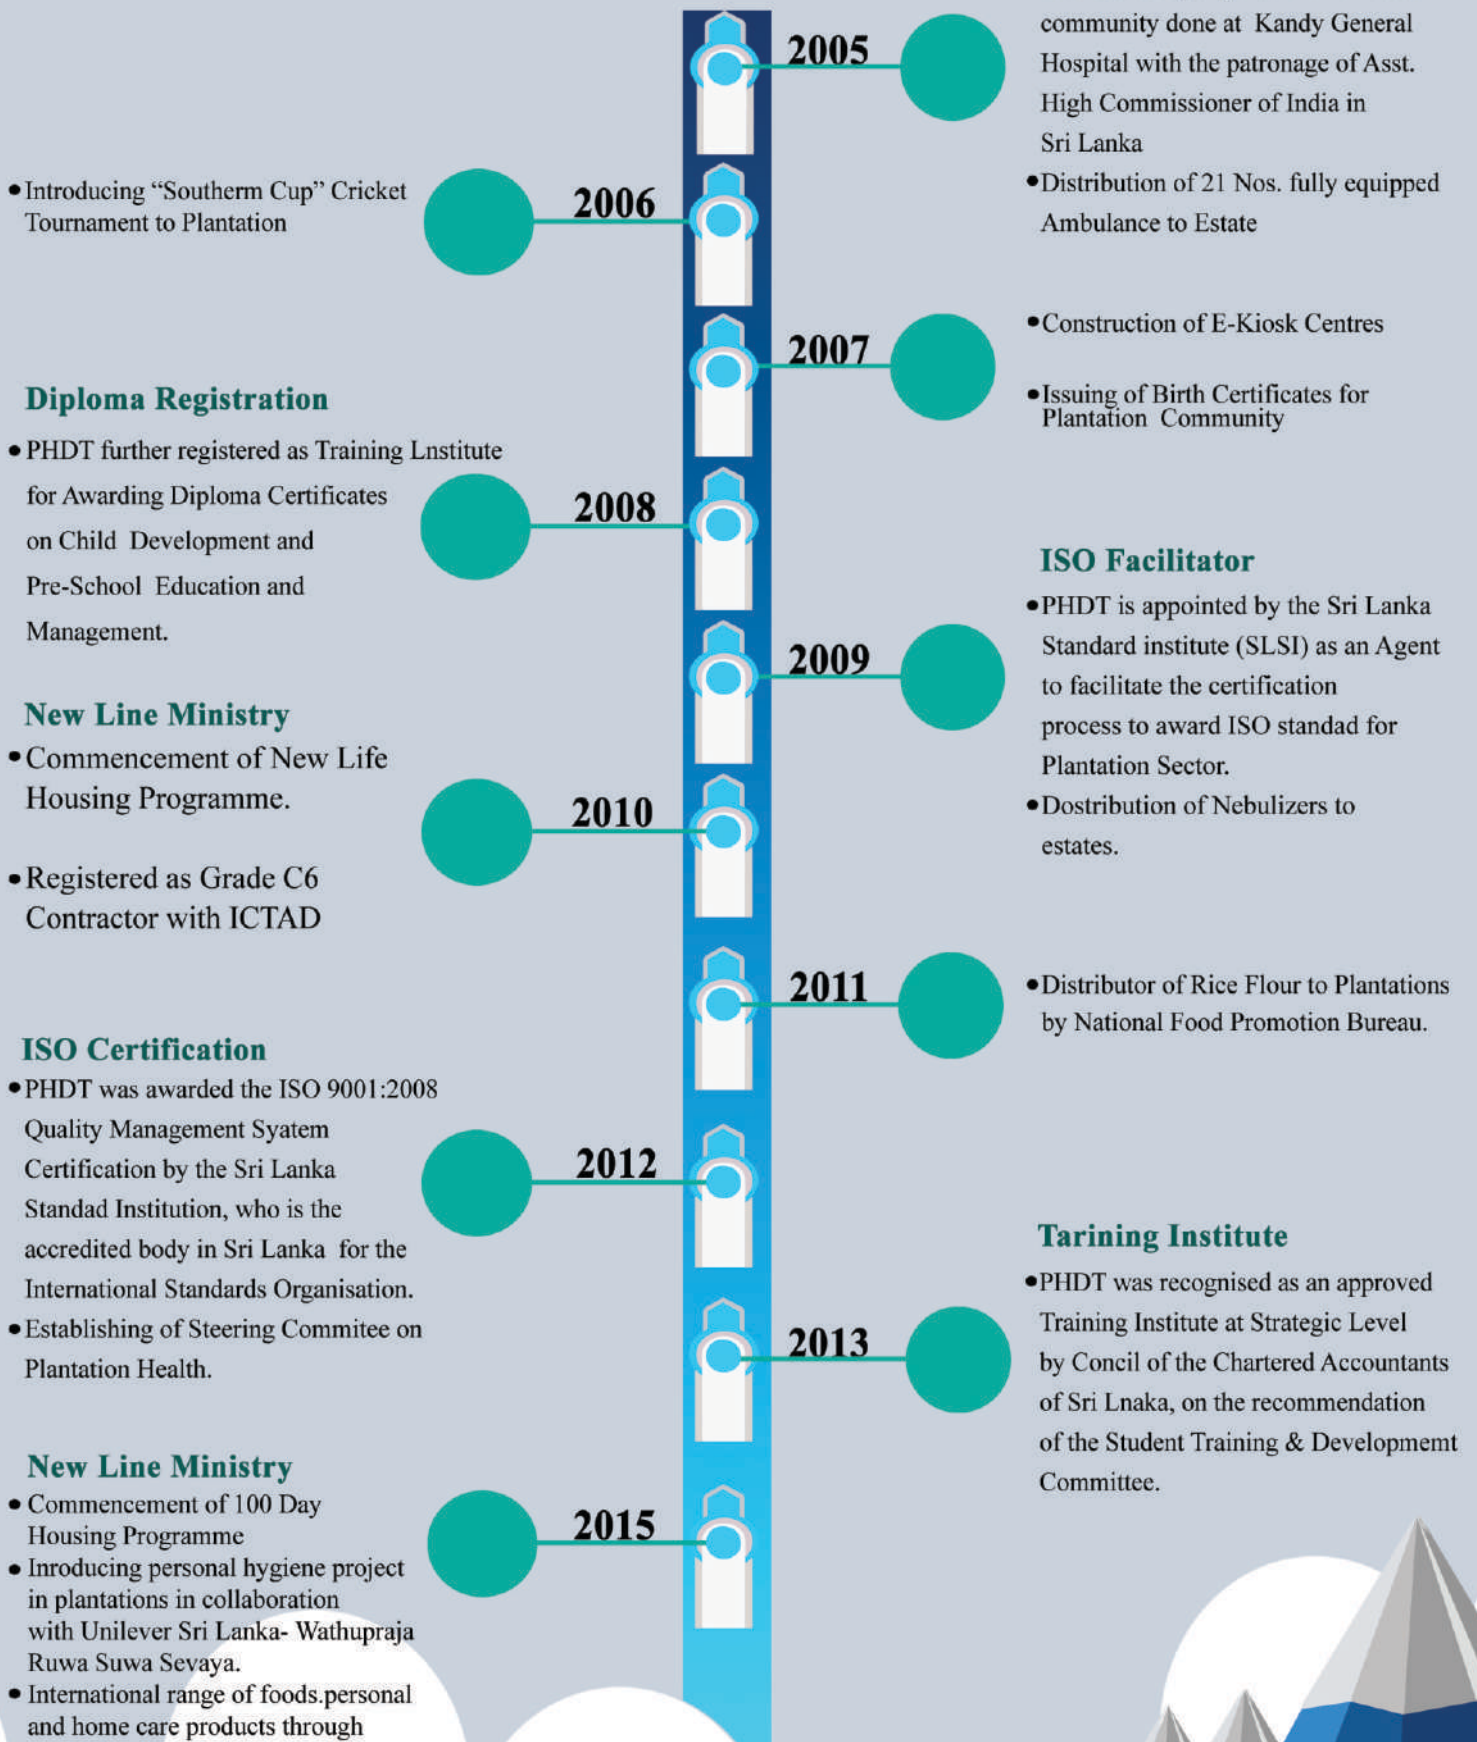 2005
community done at Kandy General
Hospital with the patronage of Asst.
High Commissioner of India in
Sri Lanka
•Distribution of 21 Nos. fully equipped
Ambulance to Estate
2006
•Introducing “Southerm Cup” Cricket
Tournament to Plantation
2007
•Construction of E-Kiosk Centres
•Issuing of Birth Certificates for
Plantation Community
Diploma Registration
•PHDT further registered as Training Lnstitute
for Awarding Diploma Certificates
on Child Development and
Pre-School Education and
Management.
2008
ISO Facilitator
•PHDT is appointed by the Sri Lanka
Standard institute (SLSI) as an Agent
to facilitate the certification
process to award ISO standad for
Plantation Sector.
•Dostribution of Nebulizers to
estates.
2009
New Line Ministry
•Commencement of New Life
Housing Programme.
•Registered as Grade C6
Contractor with ICTAD
2010
2011
•Distributor of Rice Flour to Plantations
by National Food Promotion Bureau.
ISO Certification
•PHDT was awarded the ISO 9001:2008
Quality Management Syatem
Certification by the Sri Lanka
Standad Institution, who is the
accredited body in Sri Lanka for the
International Standards Organisation.
•Establishing of Steering Commitee on
Plantation Health.
2012
Tarining Institute
•PHDT was recognised as an approved
Training Institute at Strategic Level
by Concil of the Chartered Accountants
of Sri Lnaka, on the recommendation
of the Student Training & Developmemt
Committee.
2013
New Line Ministry
•Commencement of 100 Day
Housing Programme
•Inroducing personal hygiene project
in plantations in collaboration
with Unilever Sri Lanka- Wathupraja
Ruwa Suwa Sevaya.
•International range of foods.personal
and home care products through
2015